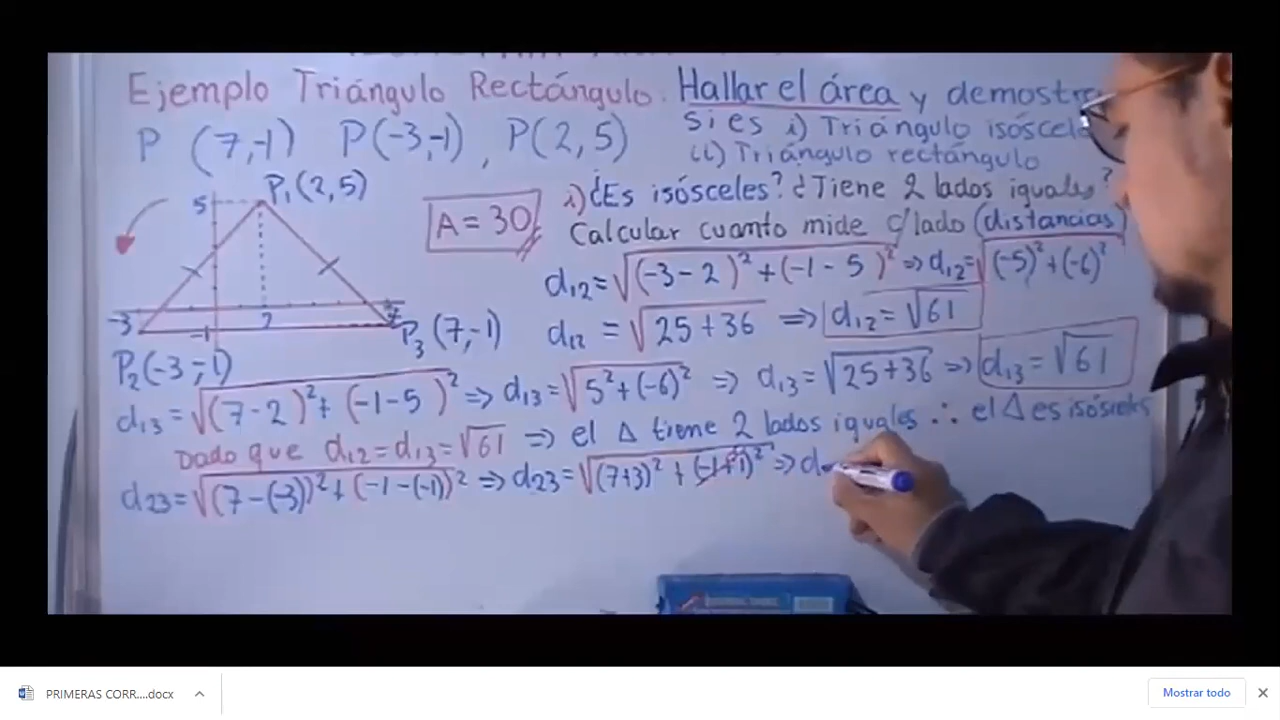 Ejemplo Triángulo Rectángulo. Hallar el área y demostr
P (7,-1) P(-3,-1), P(2,5) si es i) Triángulo isóscele
ii) Triángulo rectángulo
P₁(2,5)
5
A = 30
i) ¿Es isósceles? ¿Tiene 2 lados iguales?
Calcular cuanto mide c/lado (distancias)
d₁₂=√(-3-2)²+(-1-5)² ⇒ d₁₂=√(-5)²+(-6)²
-3 2 7
-1
P₃(7,-1)
d₁₂ = √25+36 ⇒ d₁₂=√61
P₂(-3,-1)
d₁₃ = √(7-2)²+(-1-5)² ⇒ d₁₃=√5²+(-6)² ⇒ d₁₃=√25+36 ⇒ d₁₃=√61
Dado que d₁₂=d₁₃=√61 ⇒ el Δ tiene 2 lados iguales ∴ el Δ es isósceles
d₂₃=√(7-(-3))²+(-1-(-1))² ⇒ d₂₃=√(7+3)²+(-1+1)² ⇒ d
PRIMERAS CORR....docx
Mostrar todo